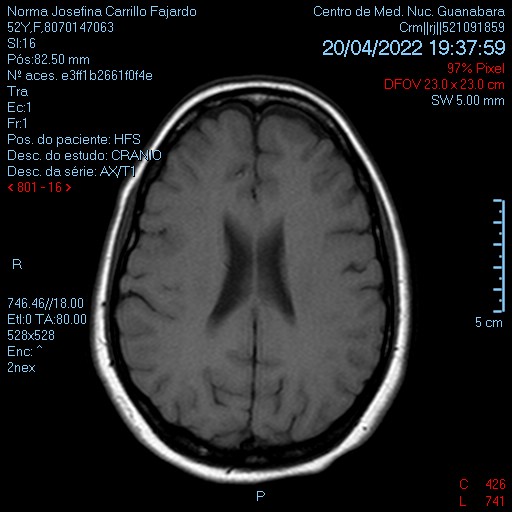 Norma Josefina Carrillo Fajardo
52Y,F,8070147063
Sl:16
Pós:82.50 mm
Nº aces. e3ff1b2661f0f4e
Tra
Ec:1
Fr:1
Pos. do paciente: HFS
Desc. do estudo: CRANIO
Desc. da série: AX/T1
< 801 - 16 >
Centro de Med. Nuc. Guanabara
Crm||rj||521091859
20/04/2022 19:37:59
97% Pixel
DFOV 23.0 x 23.0 cm
SW 5.00 mm
R
746.46//18.00
Etl:0 TA:80.00
528x528
Enc: ^
2nex
5 cm
P
C 426
L 741